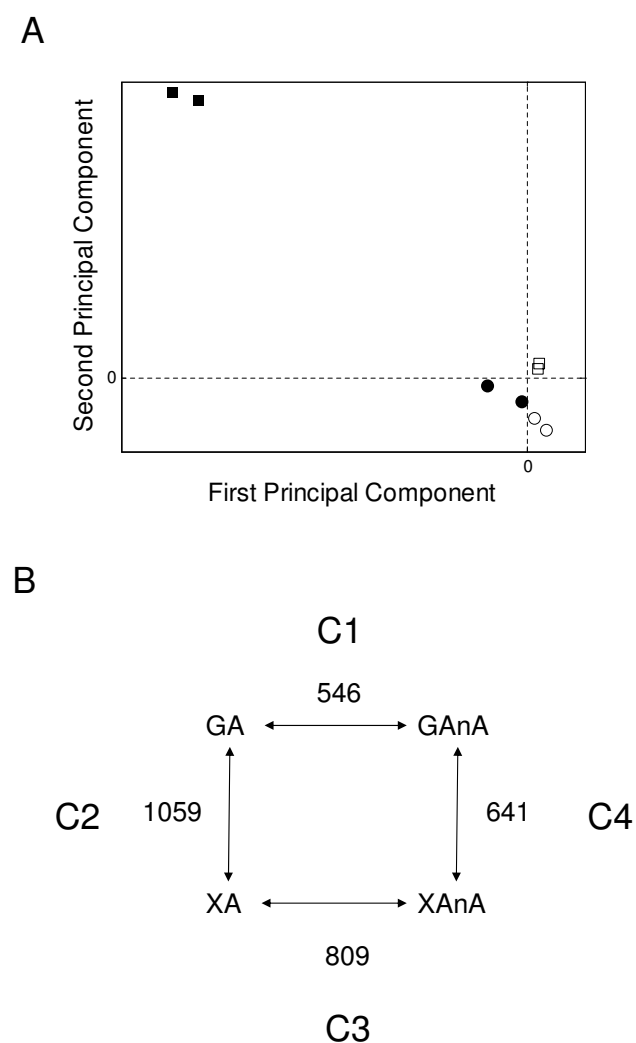 A
Second Principal Component
0
0
First Principal Component
B
C1
546
GA
GAnA
C2
1059
641
C4
XA
XAnA
809
C3